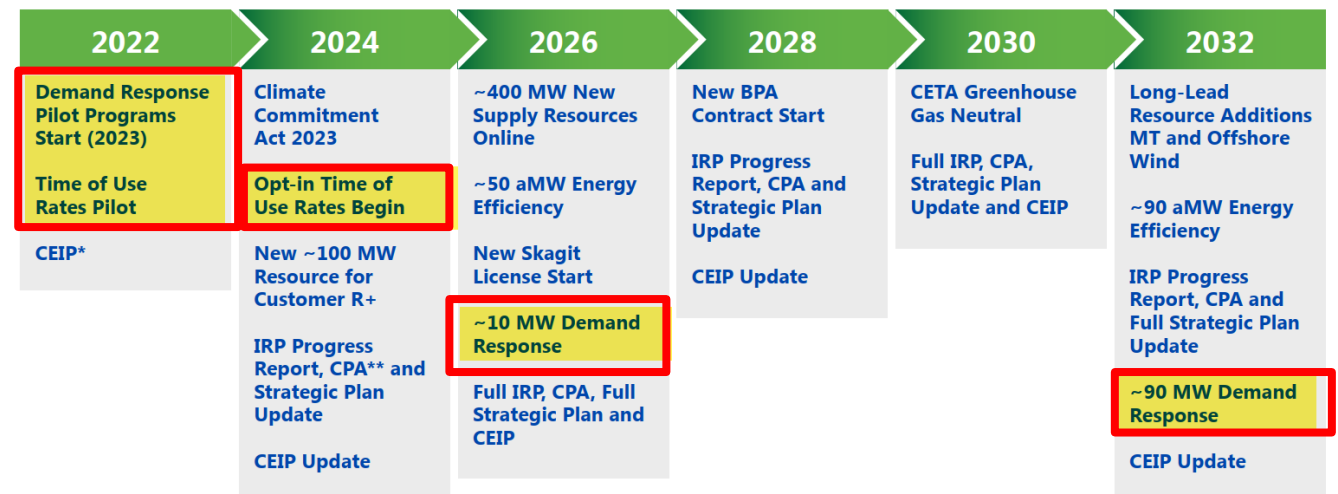 2022
Demand Response
Pilot Programs
Start (2023)
Time of Use
Rates Pilot
CEIP*
2024
Climate
Commitment
Act 2023
Opt-in Time of
Use Rates Begin
New ~100 MW
Resource for
Customer R+
IRP Progress
Report, CPA** and
Strategic Plan
Update
CEIP Update
2026
~400 MW New
Supply Resources
Online
~50 aMW Energy
Efficiency
New Skagit
License Start
~10 MW Demand
Response
Full IRP, CPA, Full
Strategic Plan and
CEIP
2028
New BPA
Contract Start
IRP Progress
Report, CPA and
Strategic Plan
Update
CEIP Update
2030
CETA Greenhouse
Gas Neutral
Full IRP, CPA,
Strategic Plan
Update and CEIP
2032
Long-Lead
Resource Additions
MT and Offshore
Wind
~90 aMW Energy
Efficiency
IRP Progress
Report, CPA and
Full Strategic Plan
Update
~90 MW Demand
Response
CEIP Update